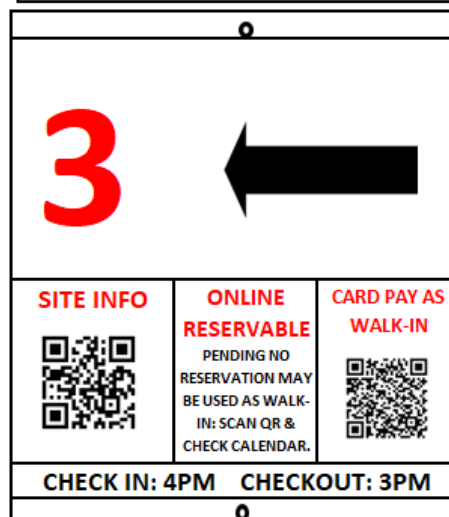 3
SITE INFO
ONLINE
RESERVABLE
PENDING NO
RESERVATION MAY
BE USED AS WALK-
IN: SCAN QR &
CHECK CALENDAR.
CARD PAY AS
WALK-IN
CHECK IN: 4PM CHECKOUT: 3PM